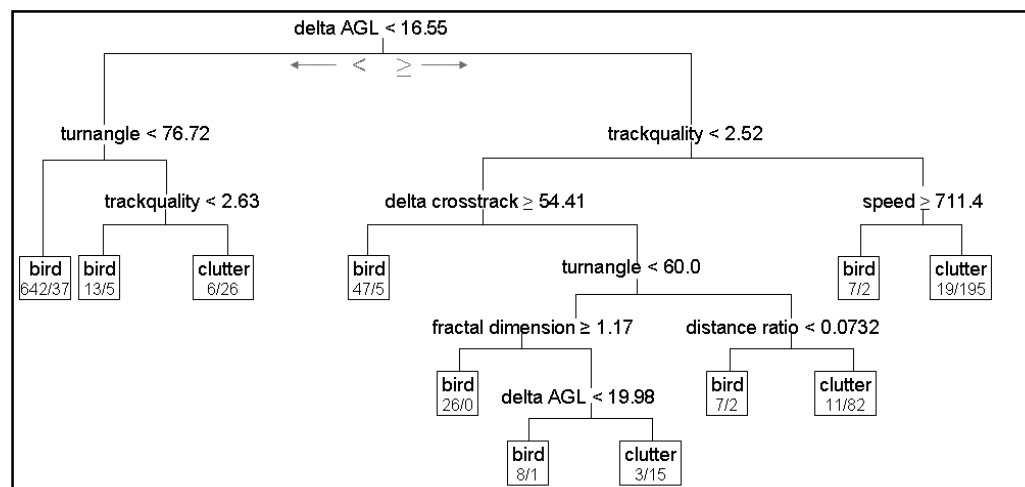 delta AGL < 16.55
< ≥
turnangle < 76.72
trackquality < 2.52
trackquality < 2.63
delta crosstrack ≥ 54.41
speed ≥ 711.4
bird
642/37
bird
13/5
clutter
6/26
bird
47/5
turnangle < 60.0
bird
7/2
clutter
19/195
fractal dimension ≥ 1.17
distance ratio < 0.0732
bird
26/0
delta AGL < 19.98
bird
7/2
clutter
11/82
bird
8/1
clutter
3/15